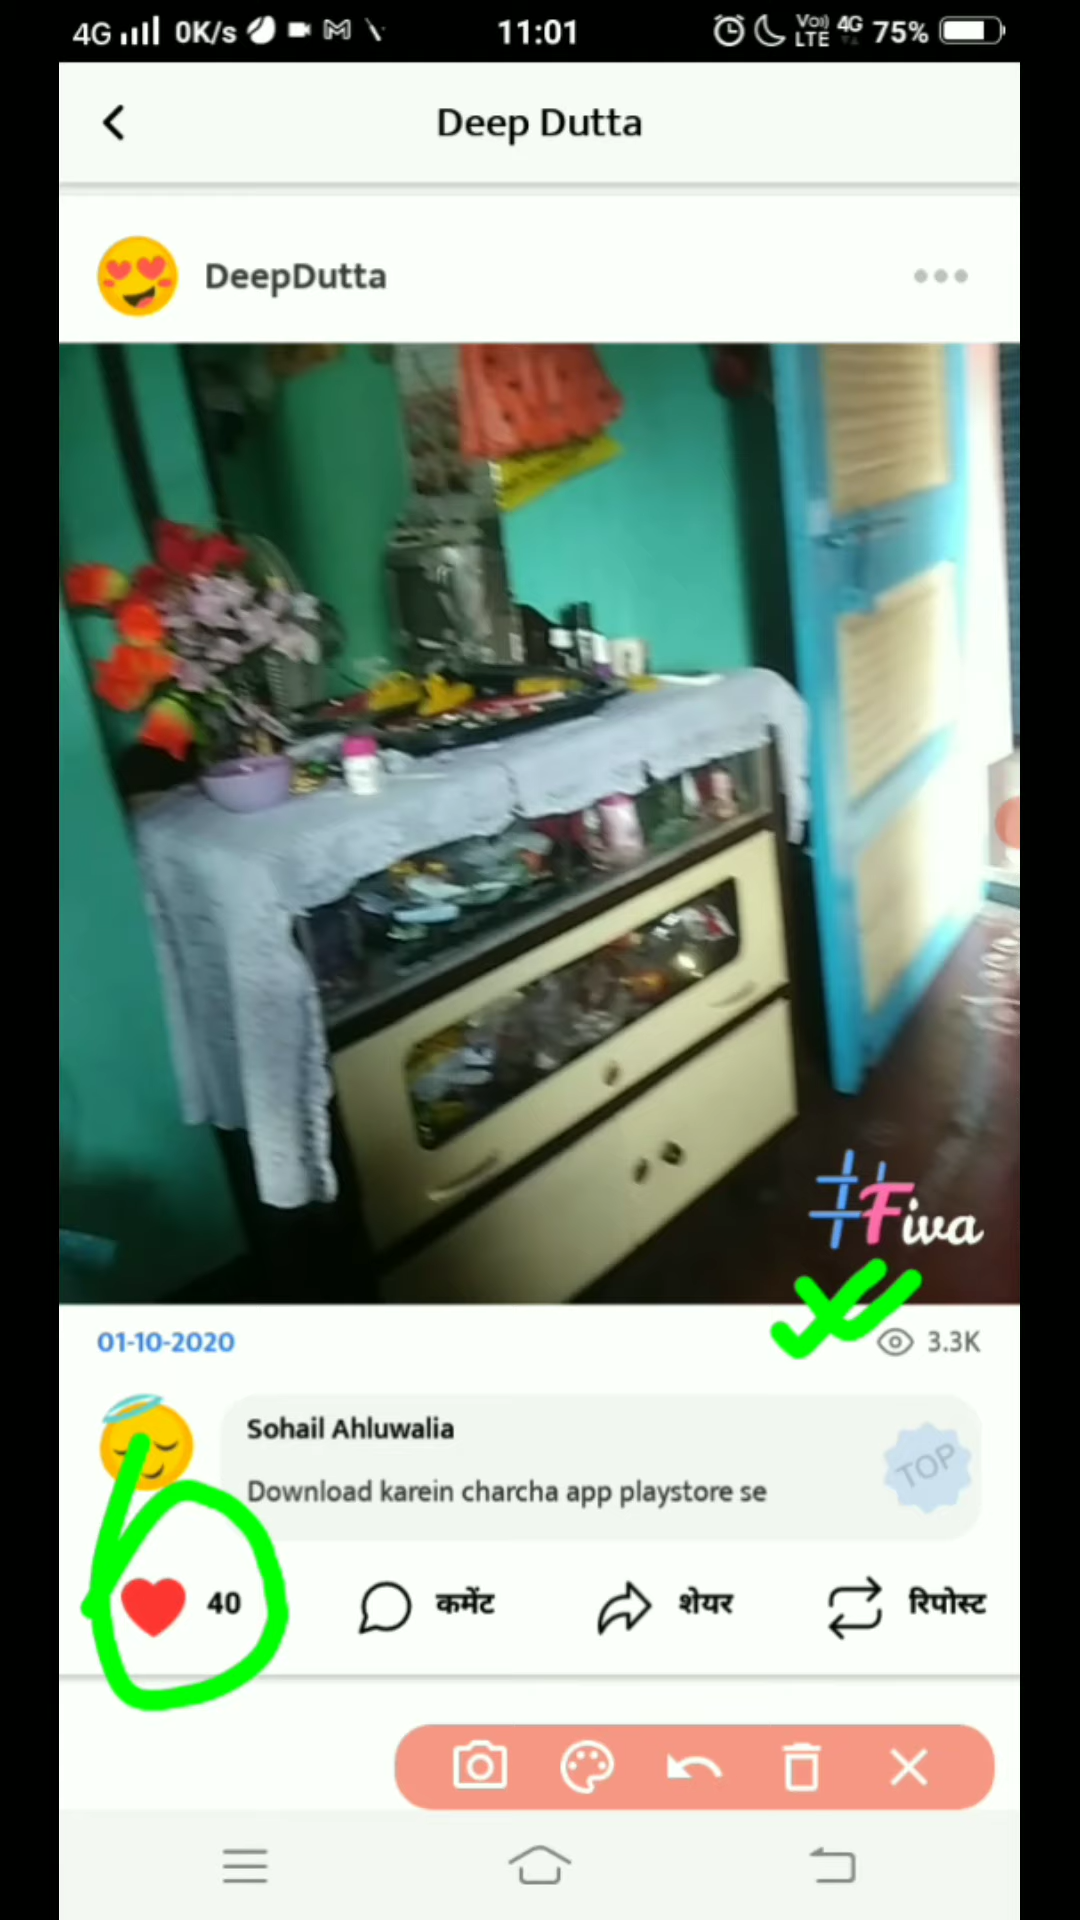 4G 0K/s 11:01 Vo) LTE 4G 75%
Deep Dutta
DeepDutta
#Fiva
01-10-2020 3.3K
Sohail Ahluwalia
Download karein charcha app playstore se
TOP
40 कमेंट शेयर रिपोस्ट